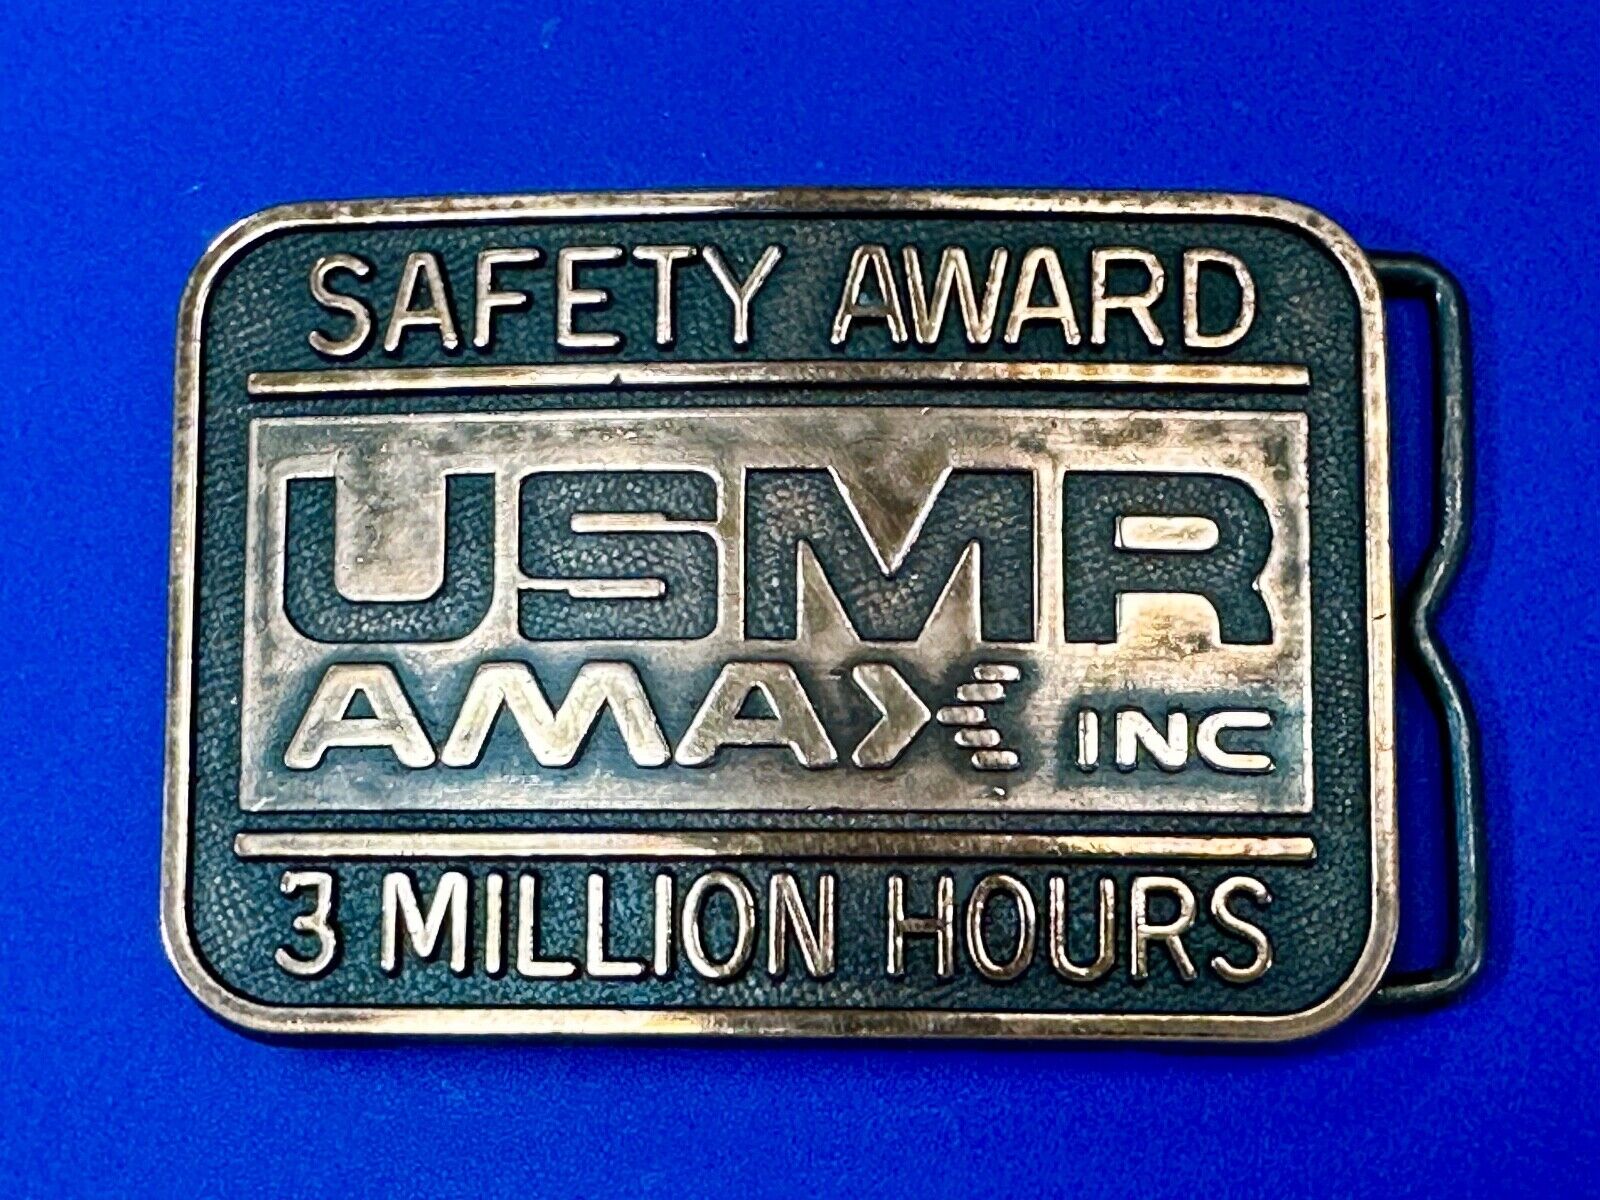 SAFETY AWARD
USMR
AMAX INC
3 MILLION HOURS